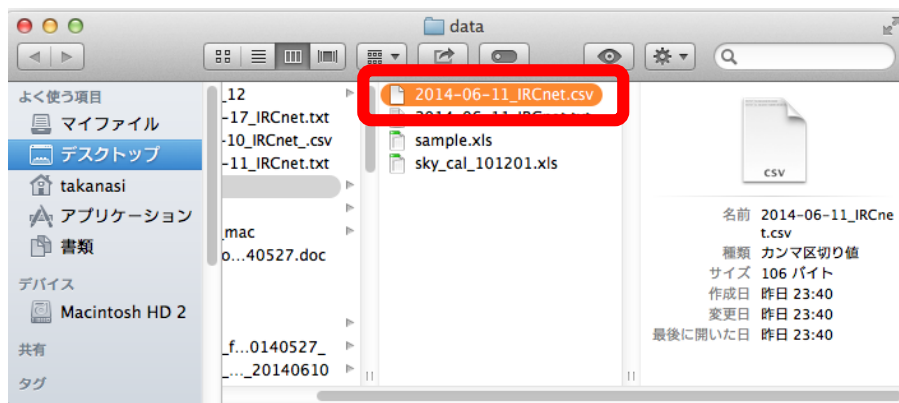 data
よく使う項目
マイファイル
デスクトップ
takanasi
アプリケーション
書類
デバイス
Macintosh HD 2
共有
タグ
_12
-17_IRCnet.txt
-10_IRCnet_.csv
-11_IRCnet.txt
_mac
o...40527.doc
_f...0140527_
_..._20140610
2014-06-11_IRCnet.csv
2014-06-11_IRCnet.txt
sample.xls
sky_cal_101201.xls
CSV
名前 2014-06-11_IRCne
t.csv
種類 カンマ区切り値
サイズ 106 バイト
作成日 昨日 23:40
変更日 昨日 23:40
最後に開いた日 昨日 23:40